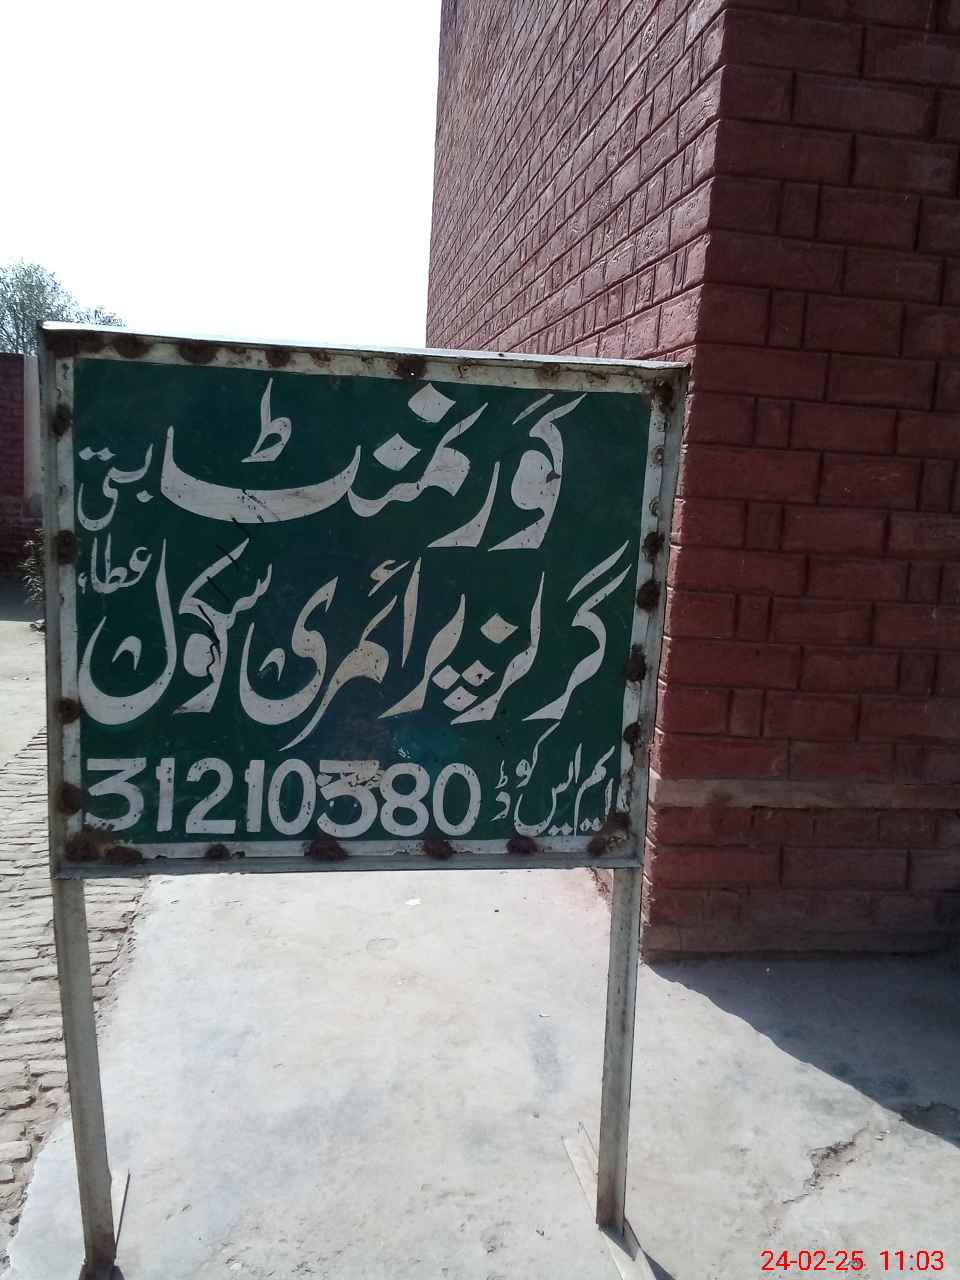 گورنمنٹ
گرلز پرائمری سکول
بستی
عطاء
ایم ایس کوڈ 31210380
24-02-25 11:03